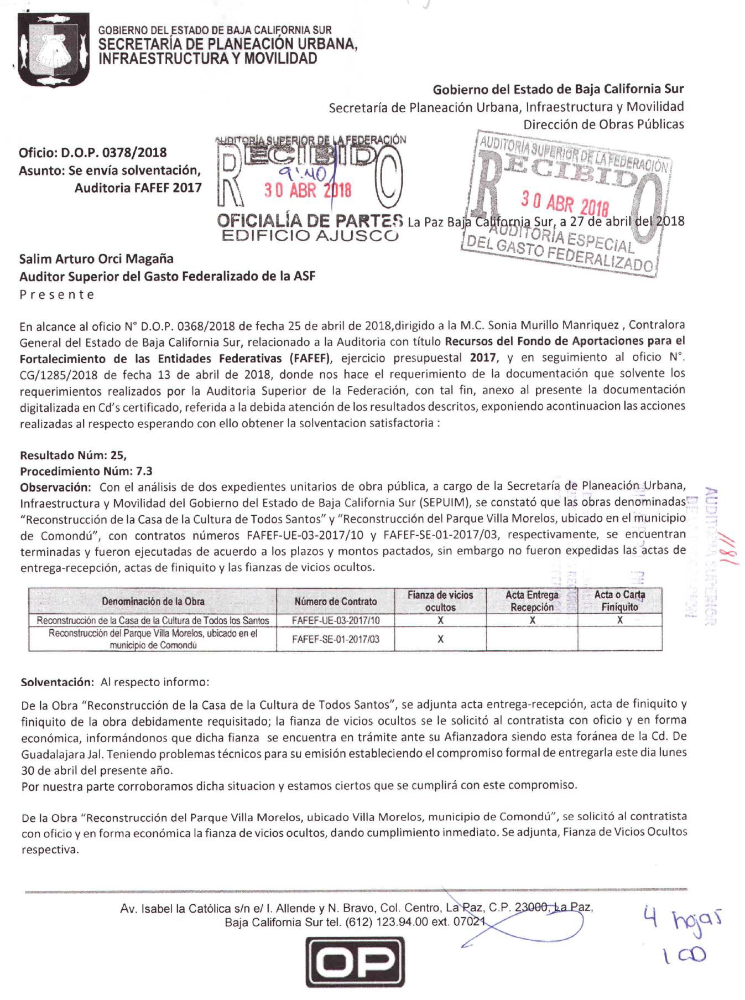 GOBIERNO DEL ESTADO DE BAJA CALIFORNIA SUR
SECRETARÍA DE PLANEACIÓN URBANA,
INFRAESTRUCTURA Y MOVILIDAD
Gobierno del Estado de Baja California Sur
Secretaría de Planeación Urbana, Infraestructura y Movilidad
Dirección de Obras Públicas
Oficio: D.O.P. 0378/2018
Asunto: Se envía solventación,
Auditoria FAFEF 2017
AUDITORÍA SUPERIOR DE LA FEDERACIÓN
RECIBIDO
30 ABR 2018
OFICIALÍA DE PARTES
EDIFICIO AJUSCO
AUDITORÍA SUPERIOR DE LA FEDERACIÓN
RECIBIDO
30 ABR 2018
AUDITORÍA ESPECIAL
DEL GASTO FEDERALIZADO
La Paz Baja California Sur, a 27 de abril del 2018
Salim Arturo Orci Magaña
Auditor Superior del Gasto Federalizado de la ASF
P r e s e n t e
En alcance al oficio N° D.O.P. 0368/2018 de fecha 25 de abril de 2018,dirigido a la M.C. Sonia Murillo Manriquez , Contralora
General del Estado de Baja California Sur, relacionado a la Auditoria con título Recursos del Fondo de Aportaciones para el
Fortalecimiento de las Entidades Federativas (FAFEF), ejercicio presupuestal 2017, y en seguimiento al oficio N°.
CG/1285/2018 de fecha 13 de abril de 2018, donde nos hace el requerimiento de la documentación que solvente los
requerimientos realizados por la Auditoria Superior de la Federación, con tal fin, anexo al presente la documentación
digitalizada en Cd's certificado, referida a la debida atención de los resultados descritos, exponiendo acontinuacion las acciones
realizadas al respecto esperando con ello obtener la solventacion satisfactoria :
Resultado Núm: 25,
Procedimiento Núm: 7.3
Observación: Con el análisis de dos expedientes unitarios de obra pública, a cargo de la Secretaría de Planeación Urbana,
Infraestructura y Movilidad del Gobierno del Estado de Baja California Sur (SEPUIM), se constató que las obras denominadas
"Reconstrucción de la Casa de la Cultura de Todos Santos" y "Reconstrucción del Parque Villa Morelos, ubicado en el municipio
de Comondú", con contratos números FAFEF-UE-03-2017/10 y FAFEF-SE-01-2017/03, respectivamente, se encuentran
terminadas y fueron ejecutadas de acuerdo a los plazos y montos pactados, sin embargo no fueron expedidas las actas de
entrega-recepción, actas de finiquito y las fianzas de vicios ocultos.
1181
Denominación de la Obra Número de Contrato Fianza de vicios ocultos Acta Entrega Recepción Acta o Carta Finiquito
Reconstrucción de la Casa de la Cultura de Todos los Santos FAFEF-UE-03-2017/10 X X X
Reconstrucción del Parque Villa Morelos, ubicado en el
municipio de Comondú FAFEF-SE-01-2017/03 X
Solventación: Al respecto informo:
De la Obra "Reconstrucción de la Casa de la Cultura de Todos Santos", se adjunta acta entrega-recepción, acta de finiquito y
finiquito de la obra debidamente requisitado; la fianza de vicios ocultos se le solicitó al contratista con oficio y en forma
económica, informándonos que dicha fianza se encuentra en trámite ante su Afianzadora siendo esta foránea de la Cd. De
Guadalajara Jal. Teniendo problemas técnicos para su emisión estableciendo el compromiso formal de entregarla este dia lunes
30 de abril del presente año.
Por nuestra parte corroboramos dicha situacion y estamos ciertos que se cumplirá con este compromiso.
De la Obra "Reconstrucción del Parque Villa Morelos, ubicado Villa Morelos, municipio de Comondú", se solicitó al contratista
con oficio y en forma económica la fianza de vicios ocultos, dando cumplimiento inmediato. Se adjunta, Fianza de Vicios Ocultos
respectiva.
Av. Isabel la Católica s/n e/ I. Allende y N. Bravo, Col. Centro, La Paz, C.P. 23000, La Paz,
Baja California Sur tel. (612) 123.94.00 ext. 07021
4 hojas
1 CD
OP